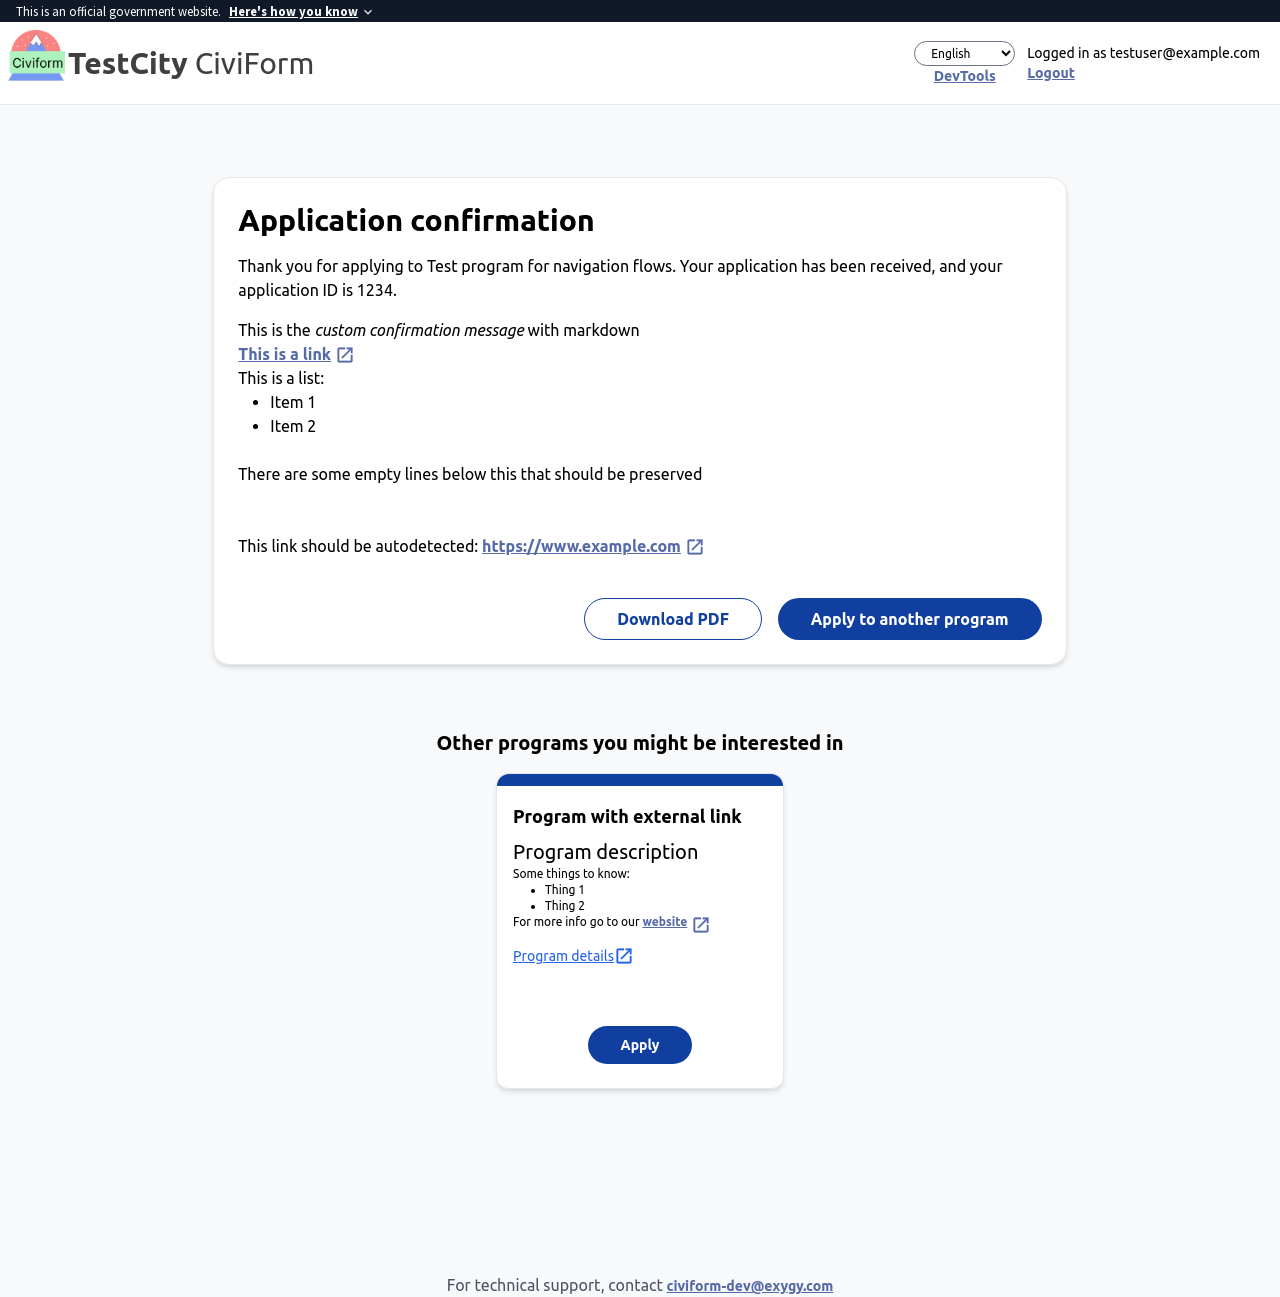 This is an official government website. Here's how you know
Civiform
TestCity CiviForm
English
DevTools
Logged in as testuser@example.com
Logout
Application confirmation
Thank you for applying to Test program for navigation flows. Your application has been received, and your
application ID is 1234.
This is the custom confirmation message with markdown
This is a link
This is a list:
• Item 1
• Item 2
There are some empty lines below this that should be preserved
This link should be autodetected: https://www.example.com
Download PDF
Apply to another program
Other programs you might be interested in
Program with external link
Program description
Some things to know:
• Thing 1
• Thing 2
For more info go to our website
Program details
Apply
For technical support, contact civiform-dev@exygy.com